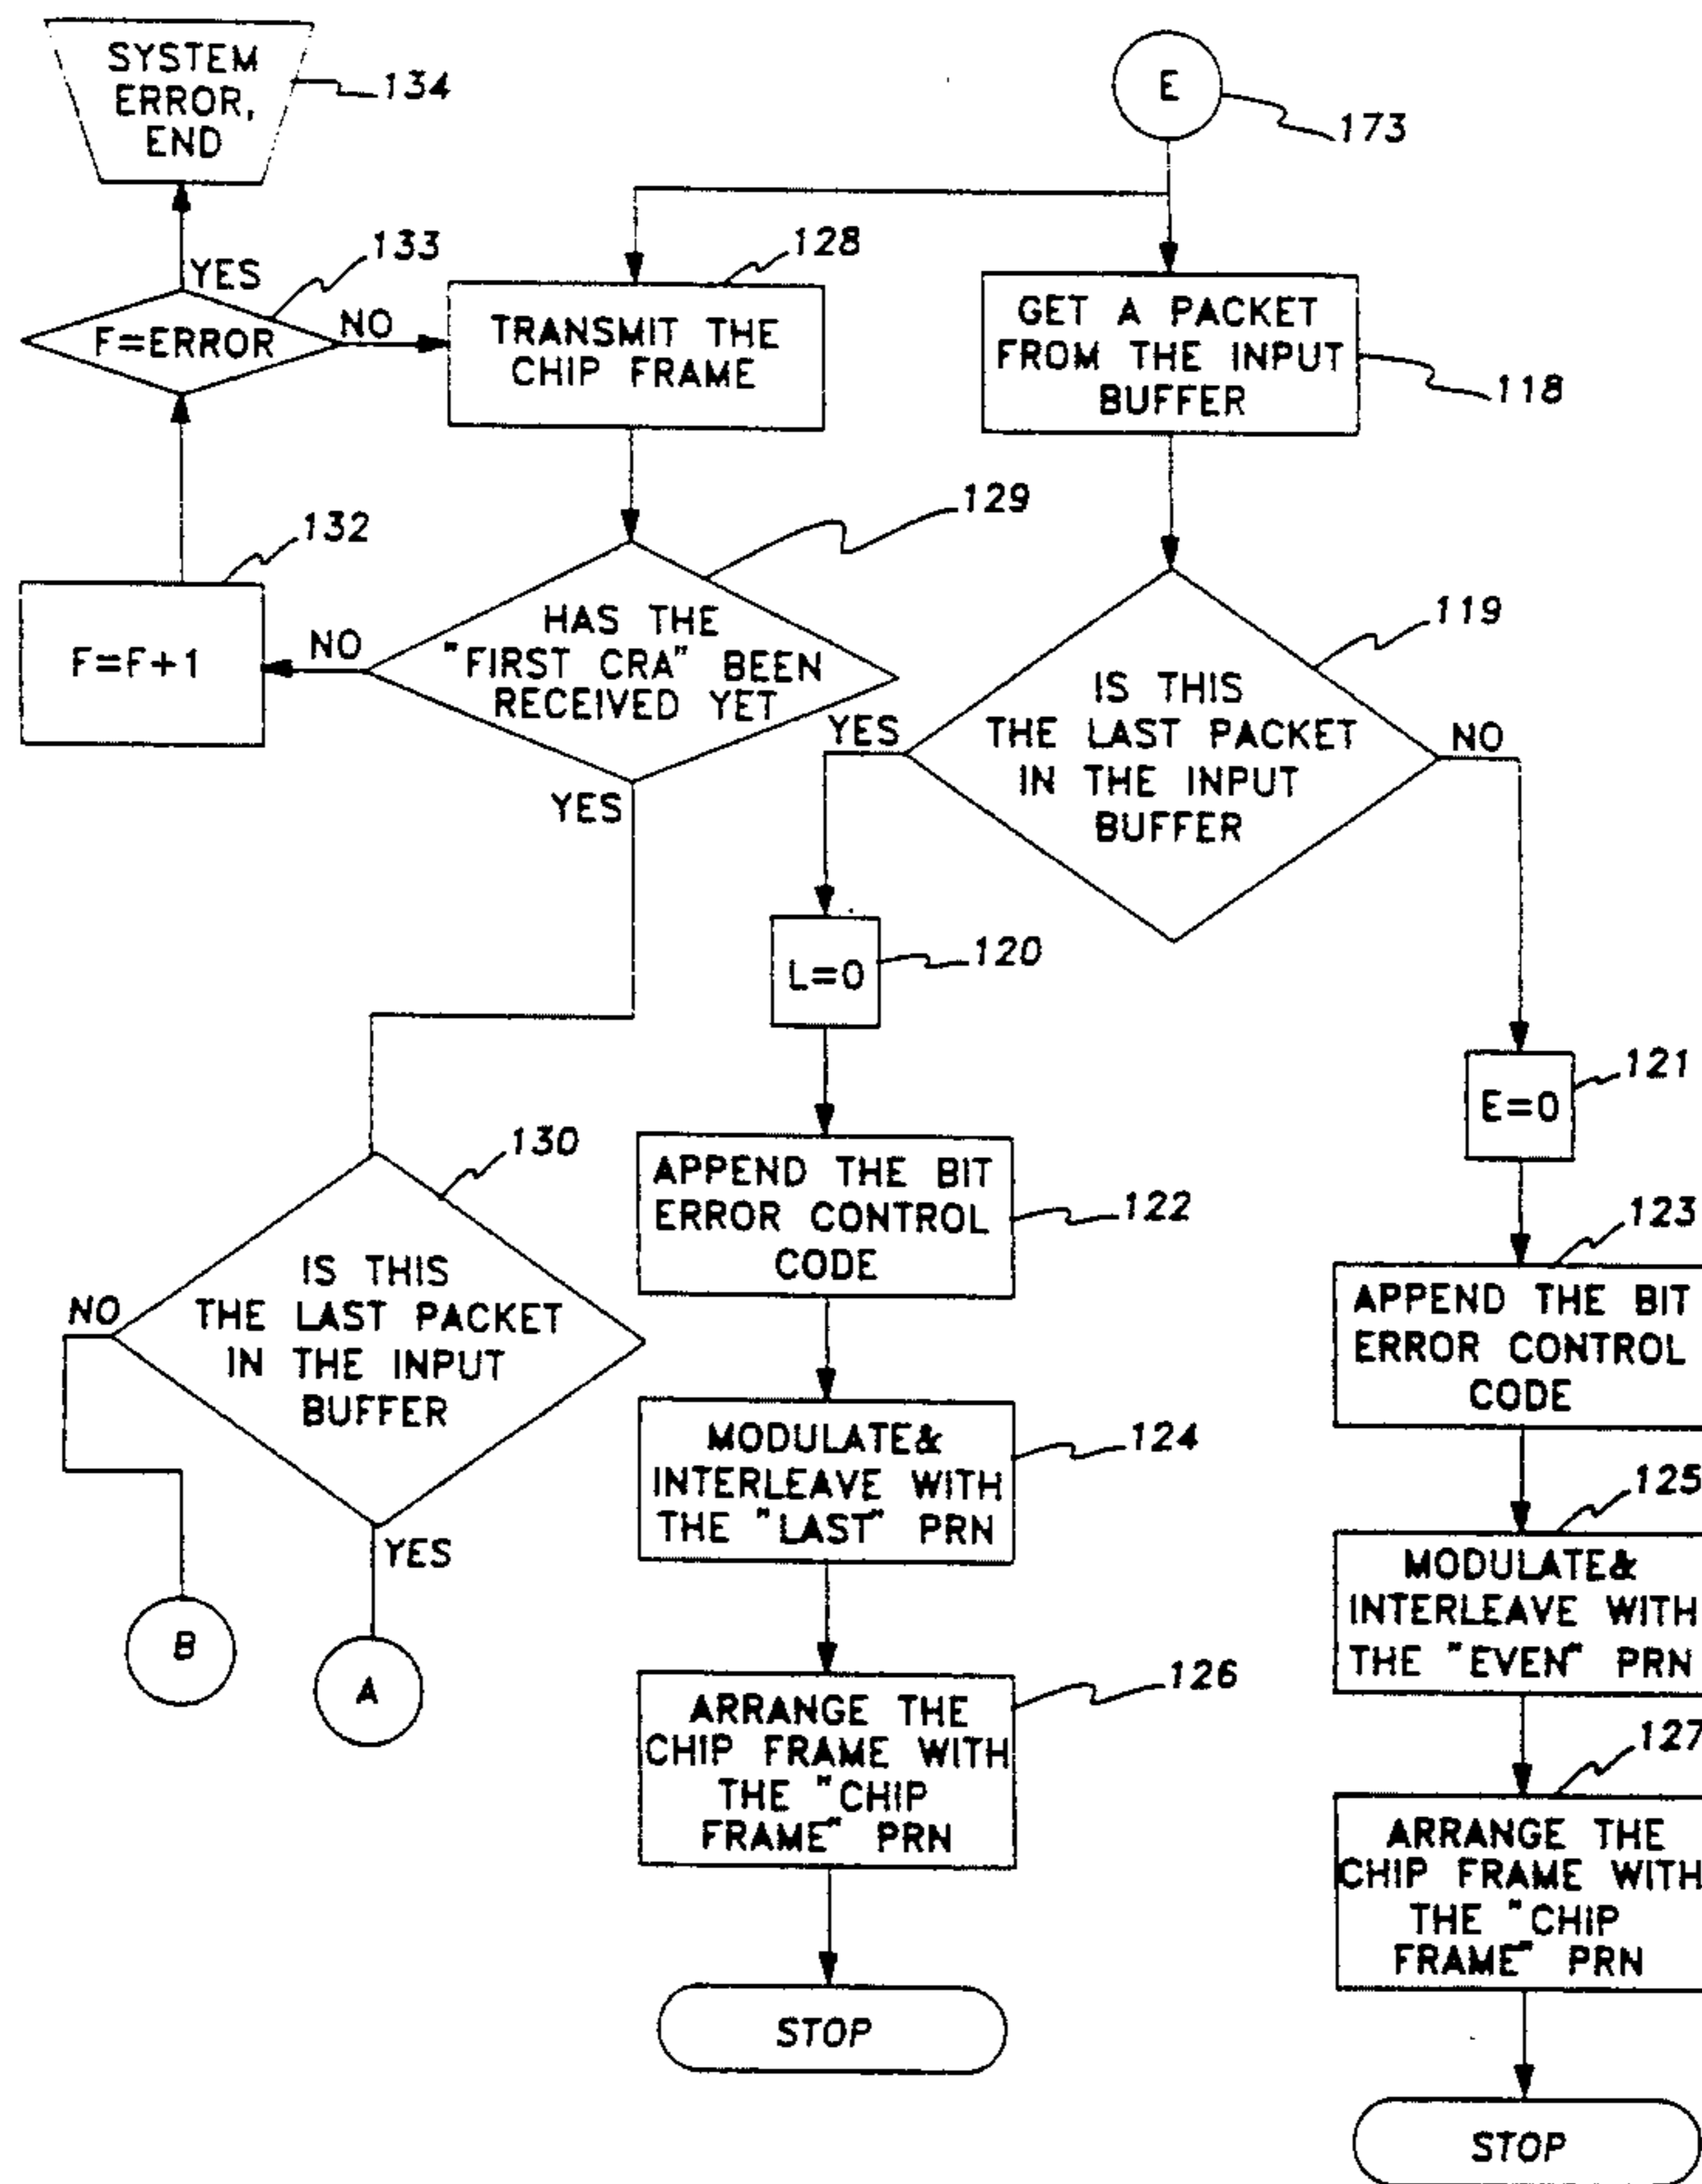 SYSTEM
ERROR,
END
134
E
173
YES
133
F=ERROR
NO
128
TRANSMIT THE
CHIP FRAME
GET A PACKET
FROM THE INPUT
BUFFER
118
132
F=F+1
NO
129
HAS THE
"FIRST CRA" BEEN
RECEIVED YET
YES
119
IS THIS
THE LAST PACKET
IN THE INPUT
BUFFER
YES
NO
L=0
120
E=0
121
130
IS THIS
THE LAST PACKET
IN THE INPUT
BUFFER
NO
YES
B
A
APPEND THE BIT
ERROR CONTROL
CODE
122
123
APPEND THE BIT
ERROR CONTROL
CODE
MODULATE&
INTERLEAVE WITH
THE "LAST" PRN
124
125
MODULATE&
INTERLEAVE WITH
THE "EVEN" PRN
ARRANGE THE
CHIP FRAME WITH
THE "CHIP
FRAME" PRN
126
127
ARRANGE THE
CHIP FRAME WITH
THE "CHIP
FRAME" PRN
STOP
STOP